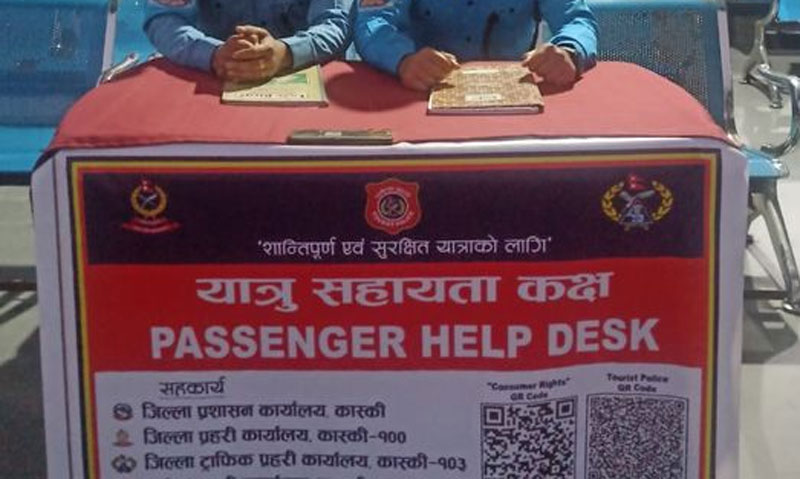 'शान्तिपूर्ण एवं सुरक्षित यात्राको लागि'
यात्रु सहायता कक्ष
PASSENGER HELP DESK
सहकार्य
जिल्ला प्रशासन कार्यालय, कास्की
जिल्ला प्रहरी कार्यालय, कास्की-१००
जिल्ला ट्राफिक प्रहरी कार्यालय, कास्की-१०३
"Consumer Rights"
QR Code
Tourist Police
QR Code